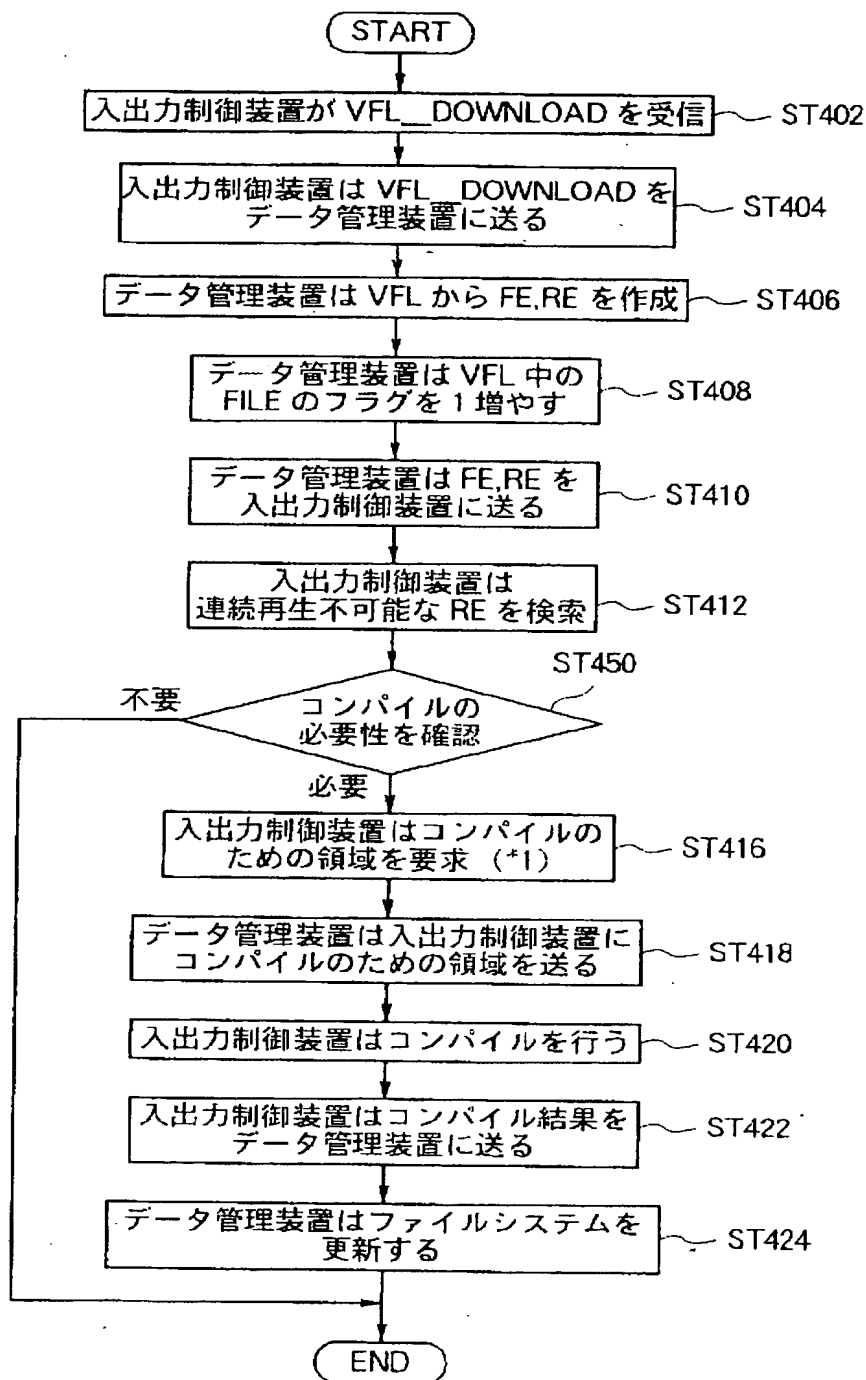 START
入出力制御装置が VFL__DOWNLOAD を受信
ST402
入出力制御装置は VFL__DOWNLOADを
データ管理装置に送る
ST404
データ管理装置は VFL から FE,RE を作成
ST406
データ管理装置は VFL 中の
FILE のフラグを 1 増やす
ST408
データ管理装置は FE,RE を
入出力制御装置に送る
ST410
入出力制御装置は
連続再生不可能な RE を検索
ST412
ST450
不要
コンパイルの
必要性を確認
必要
入出力制御装置はコンパイルの
ための領域を要求 (*1)
ST416
データ管理装置は入出力制御装置に
コンパイルのための領域を送る
ST418
入出力制御装置はコンパイルを行う
ST420
入出力制御装置はコンパイル結果を
データ管理装置に送る
ST422
データ管理装置はファイルシステムを
更新する
ST424
END